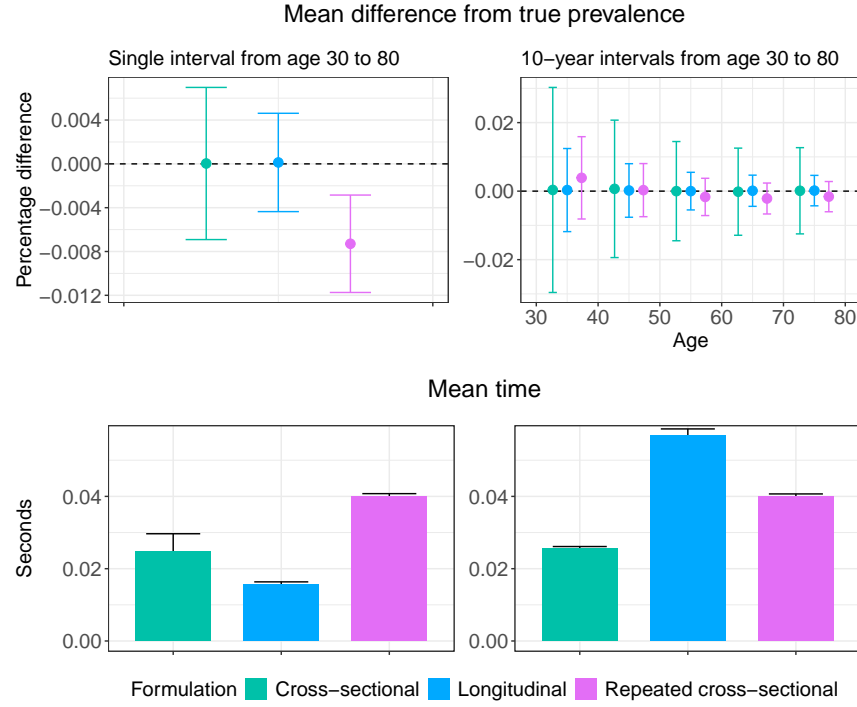 Mean difference from true prevalence
Single interval from age 30 to 80
10−year intervals from age 30 to 80
Percentage difference
0.004
0.000
−0.004
−0.008
−0.012
0.02
0.00
−0.02
30 40 50 60 70 80
Age
Mean time
Seconds
0.04
0.02
0.00
0.04
0.02
0.00
Formulation Cross−sectional Longitudinal Repeated cross−sectional